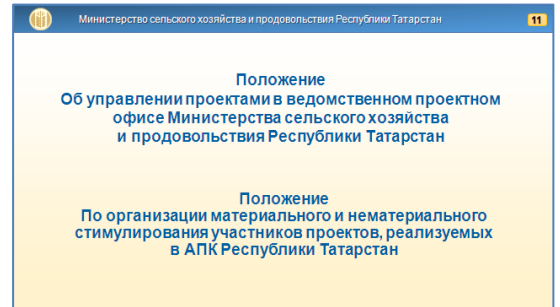 Министерство сельского хозяйства и продовольствия Республики Татарстан
11
Положение
Об управлении проектами в ведомственном проектном
офисе Министерства сельского хозяйства
и продовольствия Республики Татарстан
Положение
По организации материального и нематериального
стимулирования участников проектов, реализуемых
в АПК Республики Татарстан